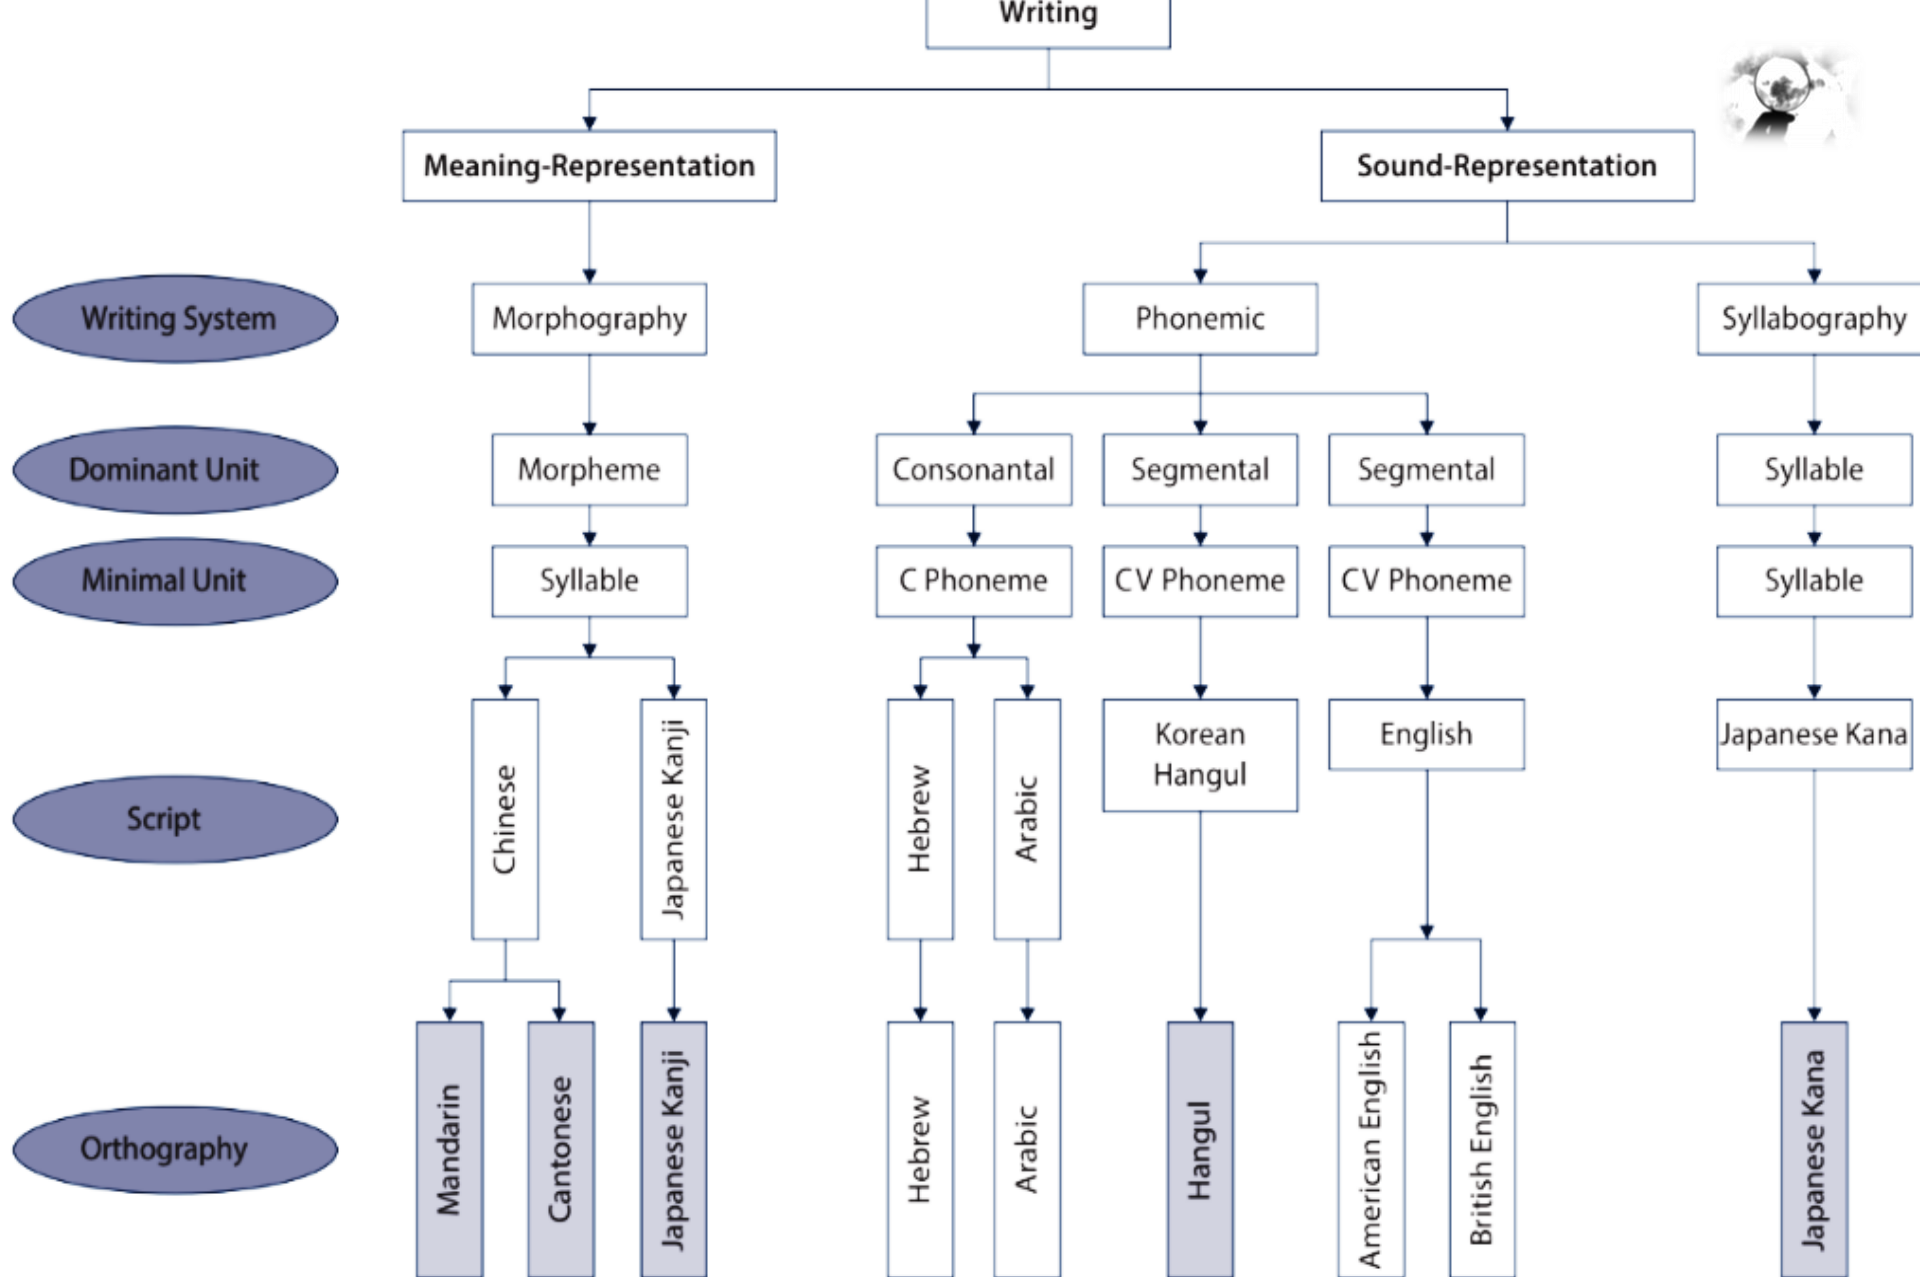 Writing
Meaning-Representation
Sound-Representation
Writing System
Morphography
Phonemic
Syllabography
Dominant Unit
Morpheme
Consonantal
Segmental
Segmental
Syllable
Minimal Unit
Syllable
C Phoneme
CV Phoneme
CV Phoneme
Syllable
Script
Chinese
Japanese Kanji
Hebrew
Arabic
Korean
Hangul
English
Japanese Kana
Orthography
Mandarin
Cantonese
Japanese Kanji
Hebrew
Arabic
Hangul
American English
British English
Japanese Kana